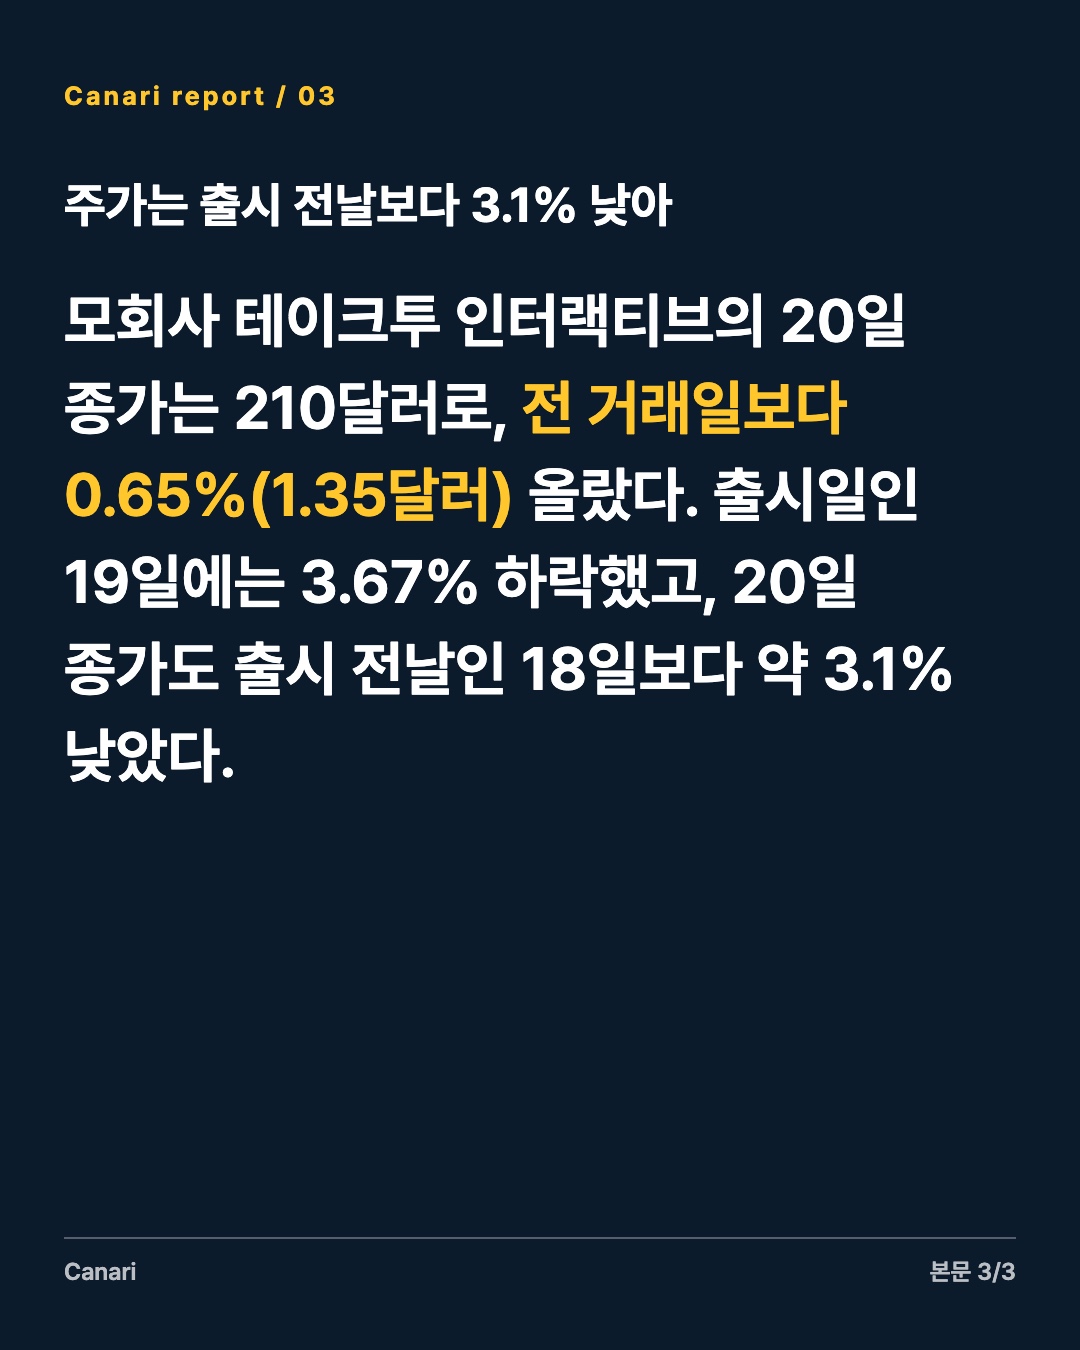 Canari report / 03
주가는 출시 전날보다 3.1% 낮아
모회사 테이크투 인터랙티브의 20일
종가는 210달러로, 전 거래일보다
0.65%(1.35달러) 올랐다. 출시일인
19일에는 3.67% 하락했고, 20일
종가도 출시 전날인 18일보다 약 3.1%
낮았다.
Canari
본문 3/3